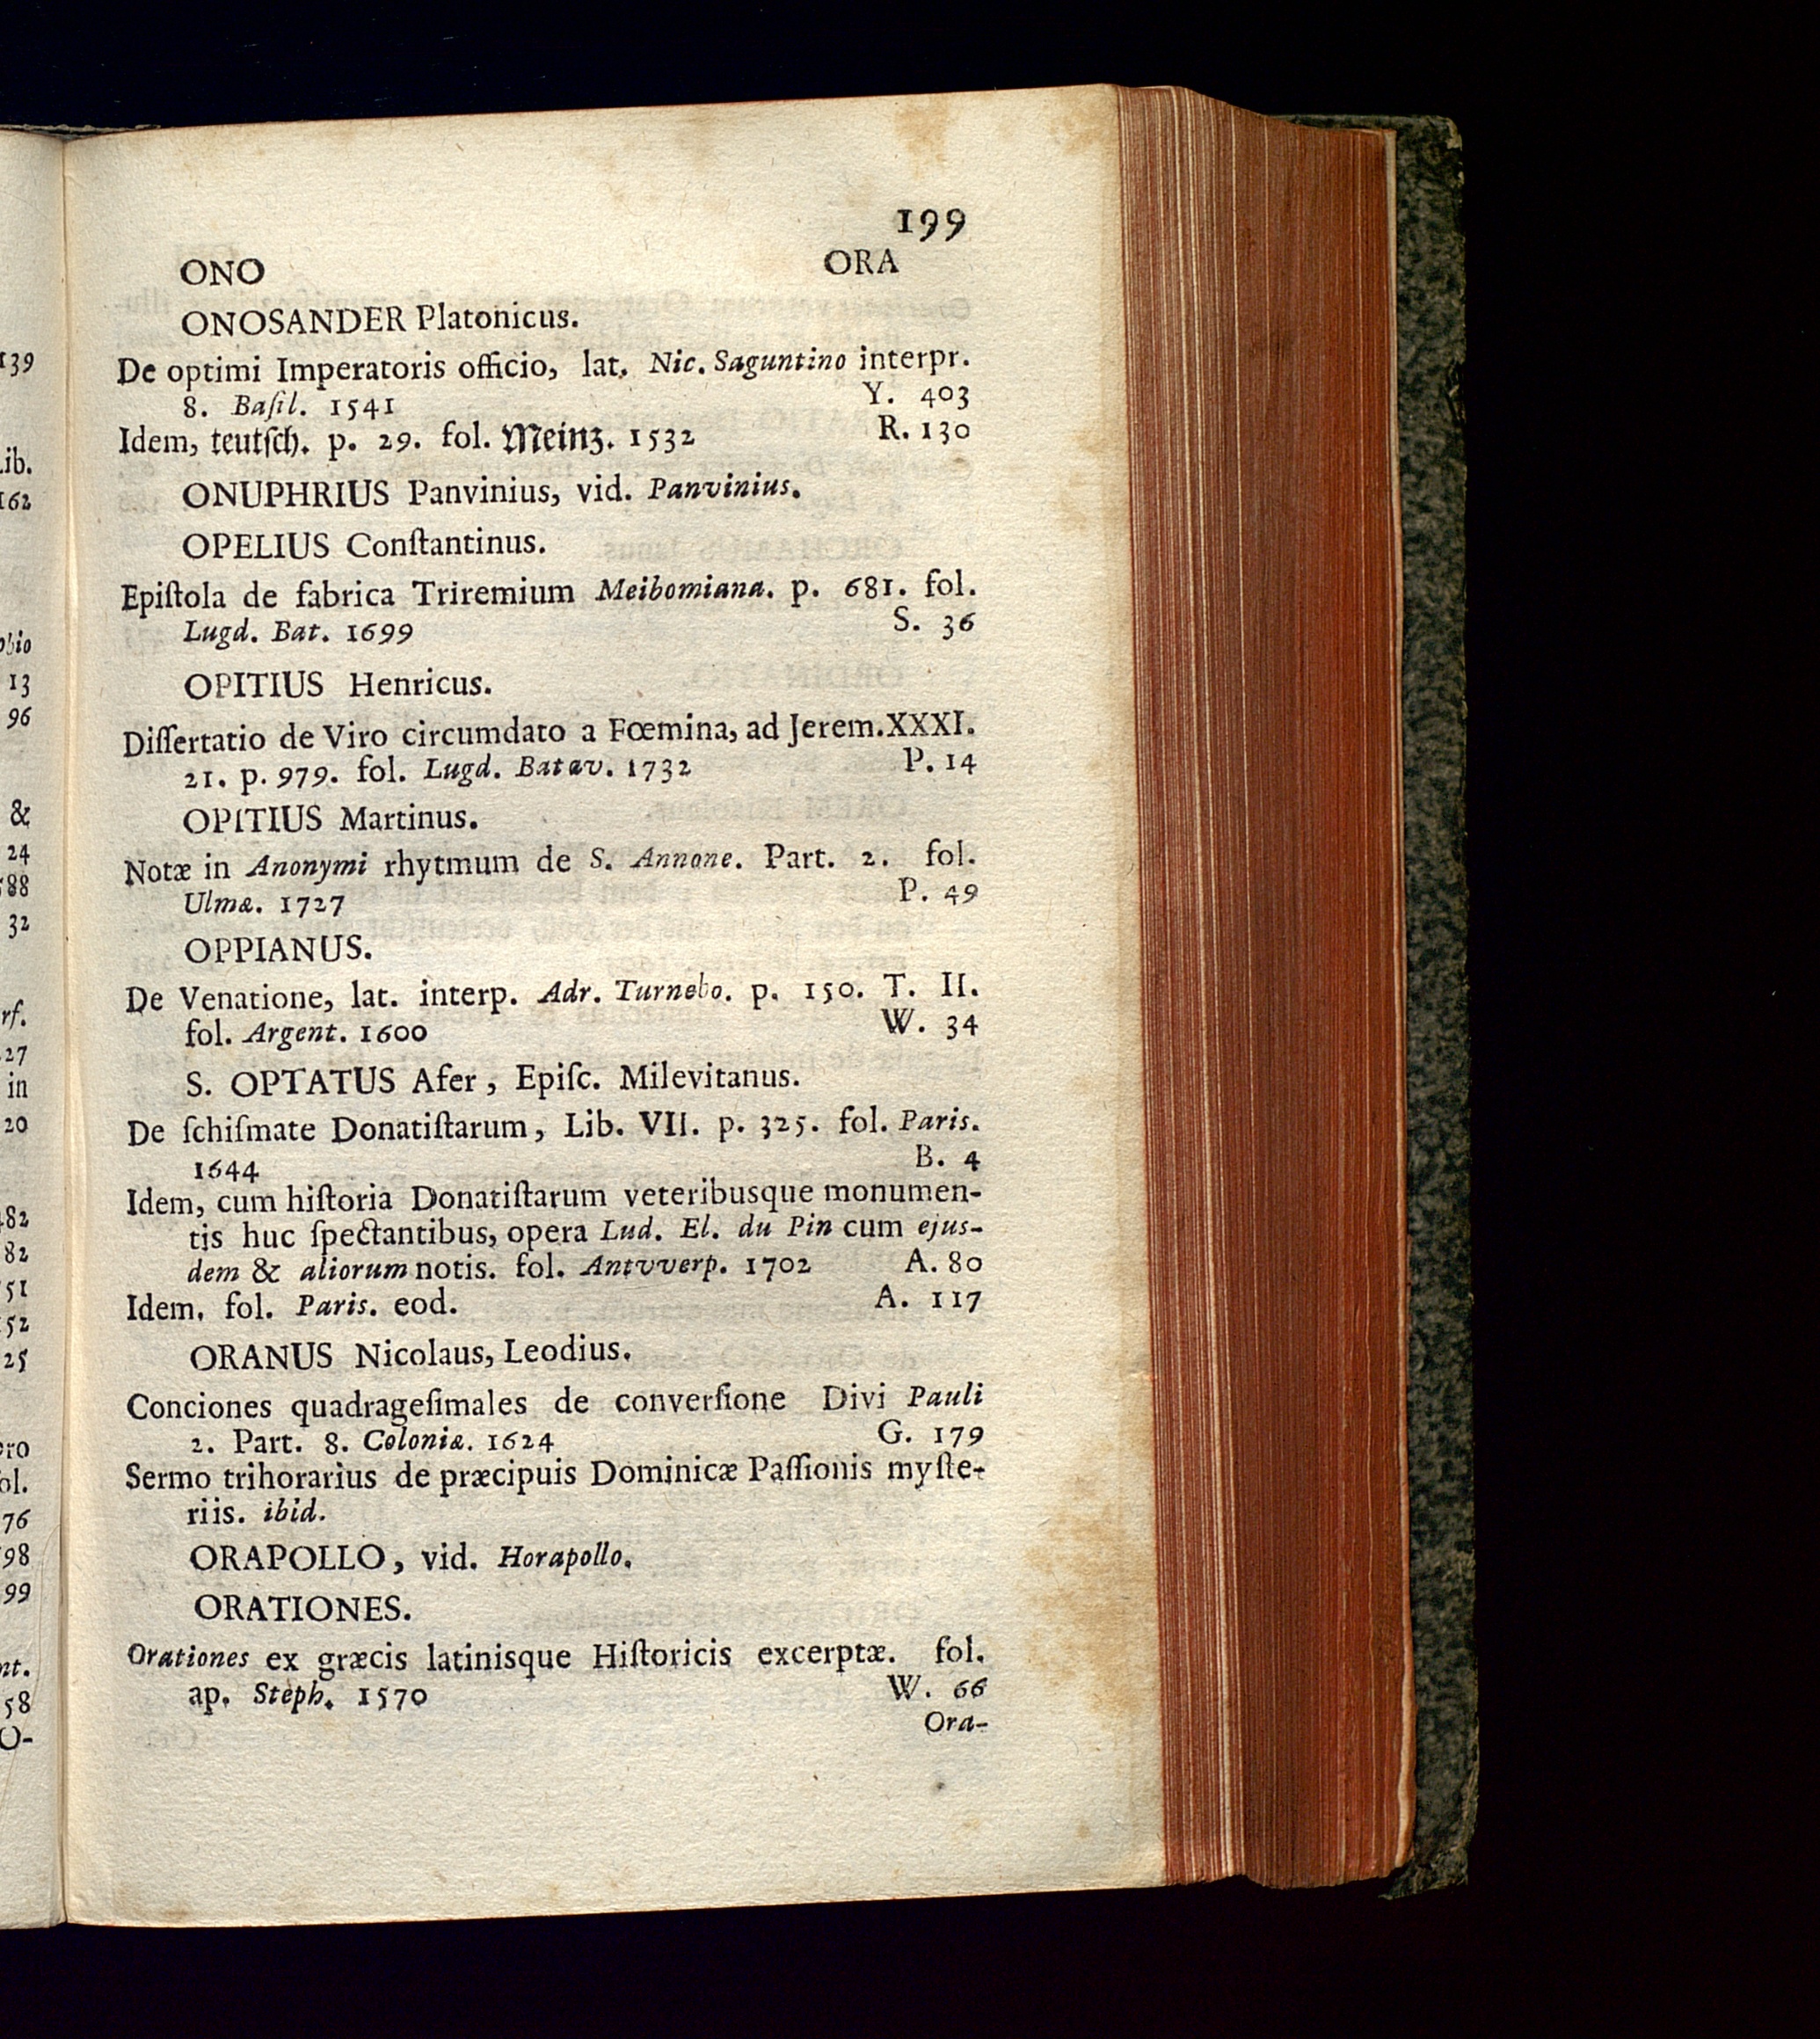 199
ONO ORA
ONOSANDER Platonicus.
De optimi Imperatoris officio, lat. Nic. Saguntino interpr.
8. Baſil. 1541 Y. 403
Idem, teutſch. p. 29. fol. Meinz. 1532 R. 130
ONUPHRIUS Panvinius, vid. Panvinius.
OPELIUS Conſtantinus.
Epiſtola de fabrica Triremium Meibomiana. p. 681. fol.
Lugd. Bat. 1699 S. 36
OPITIUS Henricus.
Diſſertatio de Viro circumdato a Fœmina, ad Jerem. XXXI.
21. p. 979. fol. Lugd. Batav. 1732 P. 14
OPITIUS Martinus.
Notæ in Anonymi rhytmum de S. Annone. Part. 2. fol.
Ulmæ. 1727 P. 49
OPPIANUS.
De Venatione, lat. interp. Adr. Turnebo. p. 150. T. II.
fol. Argent. 1600 W. 34
S. OPTATUS Afer, Epiſc. Milevitanus.
De ſchiſmate Donatiſtarum, Lib. VII. p. 325. fol. Paris.
1644 B. 4
Idem, cum hiſtoria Donatiſtarum veteribusque monumen-
tis huc ſpectantibus, opera Lud. El. du Pin cum ejus-
dem & aliorum notis. fol. Antvverp. 1702 A. 80
Idem. fol. Paris. eod. A. 117
ORANUS Nicolaus, Leodius.
Conciones quadrageſimales de converſione Divi Pauli
2. Part. 8. Coloniæ. 1624 G. 179
Sermo trihorarius de præcipuis Dominicæ Paſſionis myſte-
riis. ibid.
ORAPOLLO, vid. Horapollo.
ORATIONES.
Orationes ex græcis latinisque Hiſtoricis excerptæ. fol.
ap. Steph. 1570 W. 66
Ora-